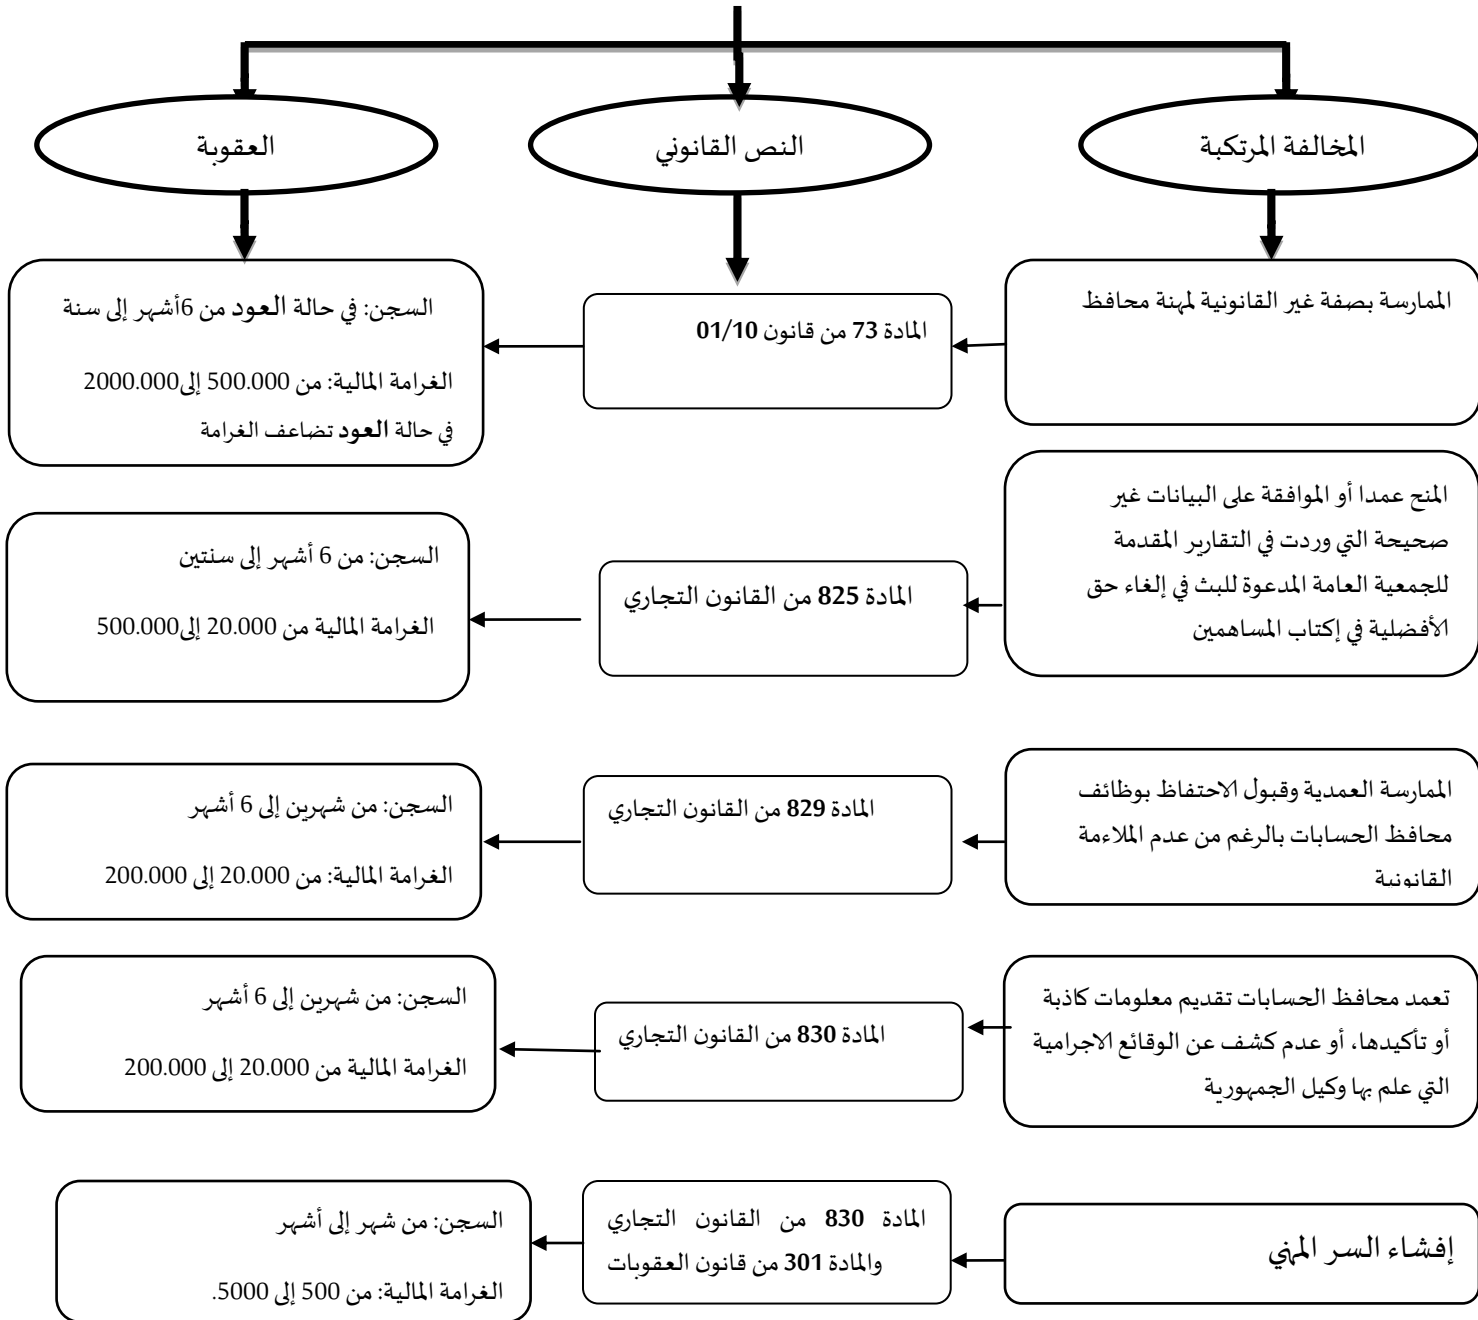 المخالفة المرتكبة
النص القانوني
العقوبة
الممارسة بصفة غير القانونية لمهنة محافظ
المادة 73 من قانون 01/10
السجن: في حالة العود من 6أشهر إلى سنة
الغرامة المالية: من 500.000 إلى2000.000
في حالة العود تضاعف الغرامة
المنح عمدا أو الموافقة على البيانات غير
صحيحة التي وردت في التقارير المقدمة
للجمعية العامة المدعوة للبث في إلغاء حق
الأفضلية في إكتاب المساهمين
المادة 825 من القانون التجاري
السجن: من 6 أشهر إلى سنتين
الغرامة المالية من 20.000 إلى500.000
الممارسة العمدية وقبول الاحتفاظ بوظائف
محافظ الحسابات بالرغم من عدم الملاءمة
القانونية
المادة 829 من القانون التجاري
السجن: من شهرين إلى 6 أشهر
الغرامة المالية: من 20.000 إلى 200.000
تعمد محافظ الحسابات تقديم معلومات كاذبة
أو تأكيدها، أو عدم كشف عن الوقائع الاجرامية
التي علم بها وكيل الجمهورية
المادة 830 من القانون التجاري
السجن: من شهرين إلى 6 أشهر
الغرامة المالية من 20.000 إلى 200.000
إفشاء السر المهني
المادة 830 من القانون التجاري
والمادة 301 من قانون العقوبات
السجن: من شهر إلى أشهر
الغرامة المالية: من 500 إلى 5000.